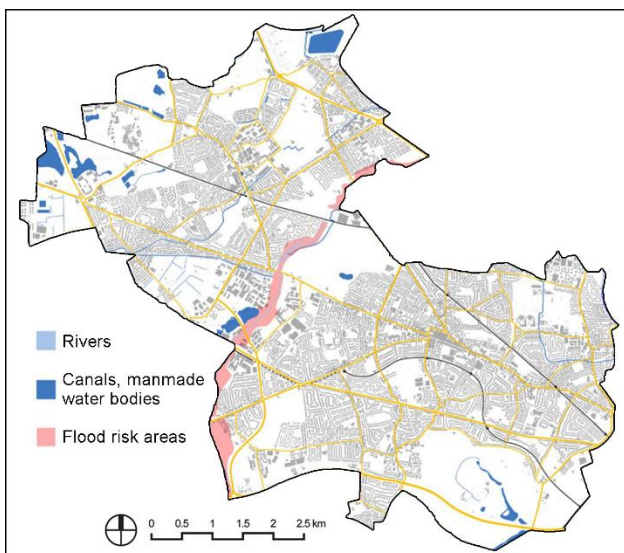 Rivers
Canals, manmade
water bodies
Flood risk areas
0 0.5 1 1.5 2 2.5 km